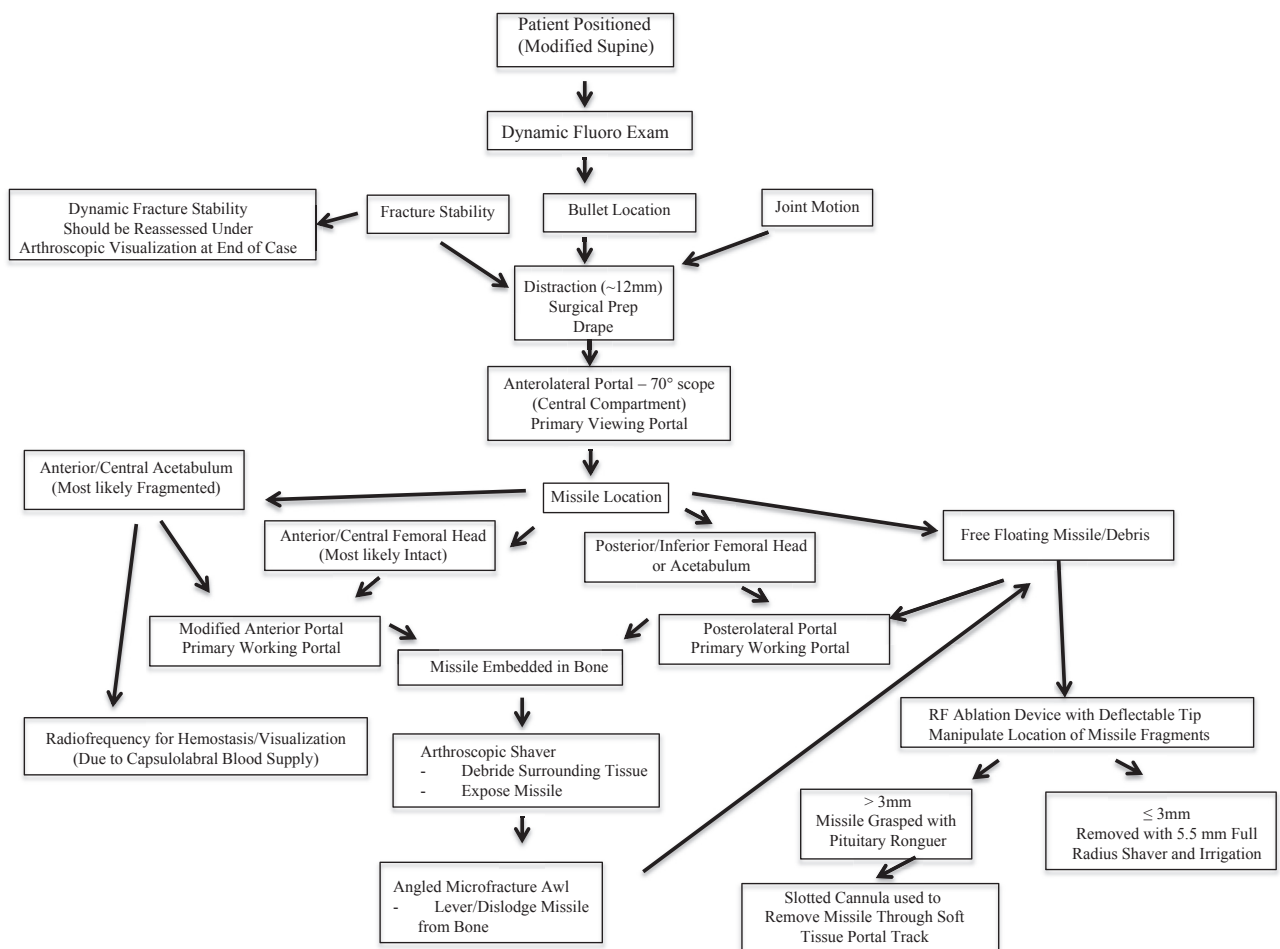 Patient Positioned
(Modified Supine)
Dynamic Fluoro Exam
Dynamic Fracture Stability
Should be Reassessed Under
Arthroscopic Visualization at End of Case
Fracture Stability
Bullet Location
Joint Motion
Distraction (~12mm)
Surgical Prep
Drape
Anterolateral Portal – 70° scope
(Central Compartment)
Primary Viewing Portal
Missile Location
Anterior/Central Acetabulum
(Most likely Fragmented)
Anterior/Central Femoral Head
(Most likely Intact)
Posterior/Inferior Femoral Head
or Acetabulum
Free Floating Missile/Debris
Modified Anterior Portal
Primary Working Portal
Posterolateral Portal
Primary Working Portal
Missile Embedded in Bone
Radiofrequency for Hemostasis/Visualization
(Due to Capsulolabral Blood Supply)
Arthroscopic Shaver
- Debride Surrounding Tissue
- Expose Missile
RF Ablation Device with Deflectable Tip
Manipulate Location of Missile Fragments
> 3mm
Missile Grasped with
Pituitary Ronguer
≤ 3mm
Removed with 5.5 mm Full
Radius Shaver and Irrigation
Angled Microfracture Awl
- Lever/Dislodge Missile
from Bone
Slotted Cannula used to
Remove Missile Through Soft
Tissue Portal Track